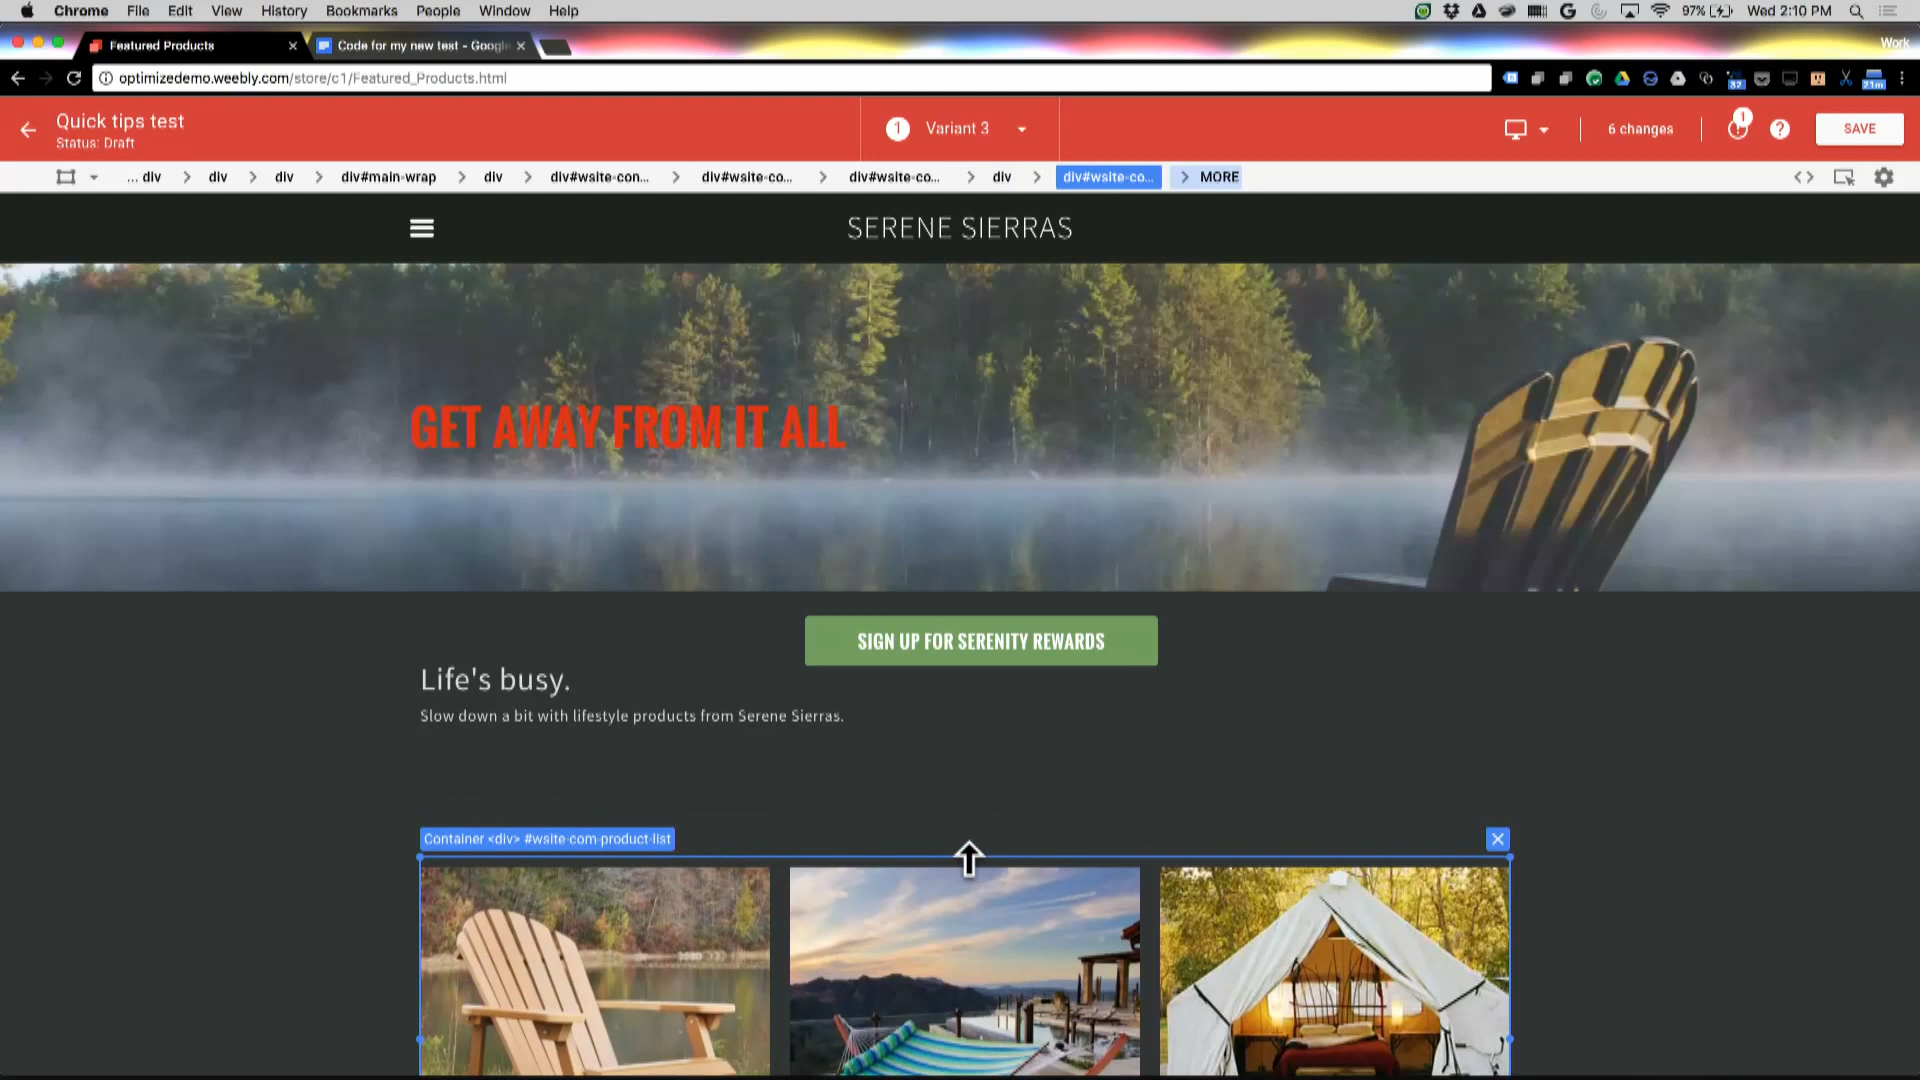 Chrome File Edit View History Bookmarks People Window Help 97% Wed 2:10 PM
Featured Products Code for my new test - Google Work
optimizedemo.weebly.com/store/c1/Featured_Products.html 32 21m
Quick tips test
Status: Draft
1 Variant 3
6 changes 1 ? SAVE
... div div div div#main-wrap div div#wsite-con... div#wsite-co... div#wsite-co... div div#wsite-co... MORE
SERENE SIERRAS
GET AWAY FROM IT ALL
SIGN UP FOR SERENITY REWARDS
Life's busy.
Slow down a bit with lifestyle products from Serene Sierras.
Container <div> #wsite-com-product-list